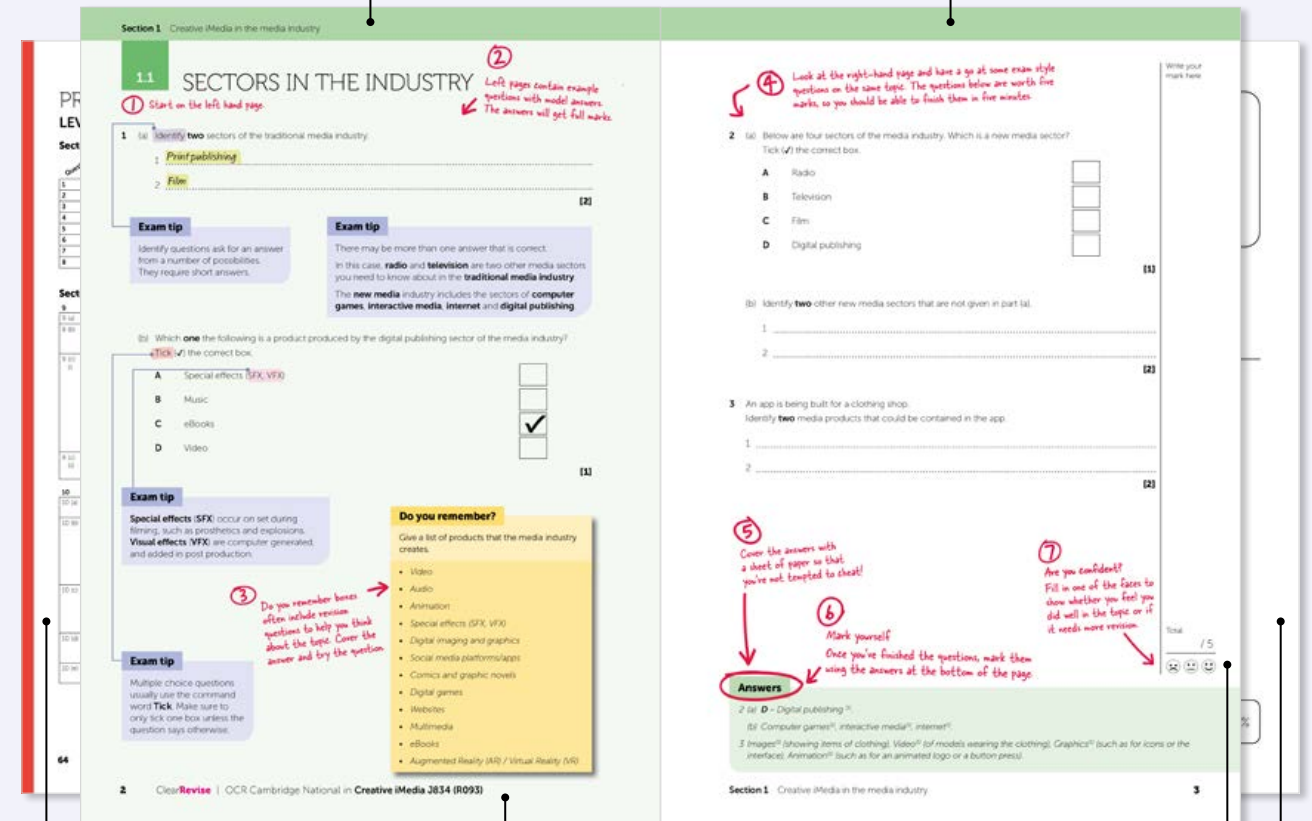 Section 1 Creative iMedia in the media industry
1.1
SECTORS IN THE INDUSTRY
① Start on the left hand page.
②
Left pages contain example
questions with model answers.
The answers will get full marks.
1 (a) Identify two sectors of the traditional media industry.
1 Print publishing
2 Film
[2]
Exam tip
Identify questions ask for an answer
from a number of possibilities.
They require short answers.
Exam tip
There may be more than one answer that is correct.
In this case, radio and television are two other media sectors
you need to know about in the traditional media industry
The new media industry includes the sectors of computer
games, interactive media, internet and digital publishing
(b) Which one the following is a product produced by the digital publishing sector of the media industry?
Tick (✓) the correct box.
A Special effects (SFX, VFX)
B Music
C eBooks ✓
D Video
[1]
Exam tip
Special effects (SFX) occur on set during
filming, such as prosthetics and explosions.
Visual effects (VFX) are computer generated,
and added in post production.
③
Do you remember boxes
often include revision
questions to help you think
about the topic. Cover the
answer and try the question
Do you remember?
Give a list of products that the media industry
creates.
• Video
• Audio
• Animation
• Special effects (SFX, VFX)
• Digital imaging and graphics
• Social media platforms/apps
• Comics and graphic novels
• Digital games
• Websites
• Multimedia
• eBooks
• Augmented Reality (AR) / Virtual Reality (VR)
Exam tip
Multiple choice questions
usually use the command
word Tick. Make sure to
only tick one box unless the
question says otherwise.
2 ClearRevise | OCR Cambridge National in Creative iMedia J834 (R093)
④
Look at the right-hand page and have a go at some exam style
questions on the same topic. The questions below are worth five
marks, so you should be able to finish them in five minutes.
Write your
mark here
2 (a) Below are four sectors of the media industry. Which is a new media sector?
Tick (✓) the correct box.
A Radio
B Television
C Film
D Digital publishing
[1]
(b) Identify two other new media sectors that are not given in part (a).
1
2
[2]
3 An app is being built for a clothing shop.
Identify two media products that could be contained in the app.
1
2
[2]
⑤
Cover the answers with
a sheet of paper so that
you're not tempted to cheat!
⑥
Mark yourself
Once you've finished the questions, mark them
using the answers at the bottom of the page.
⑦
Are you confident?
Fill in one of the faces to
show whether you feel you
did well in the topic or if
it needs more revision.
Total
/ 5
Answers
2 (a) D – Digital publishing [1].
(b) Computer games[1], interactive media[1], internet[1].
3 Images[1] (showing items of clothing), Video[1] (of models wearing the clothing), Graphics[1] (such as for icons or the
interface), Animation[1] (such as for an animated logo or a button press).
Section 1 Creative iMedia in the media industry
3
64
%